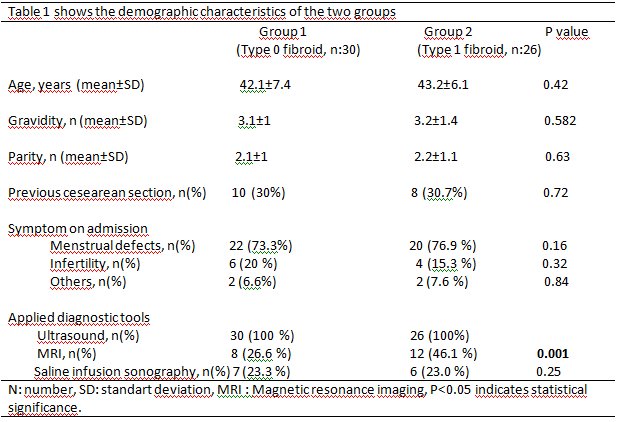 Table 1 shows the demographic characteristics of the two groups
Group 1 Group 2 P value
(Type 0 fibroid, n:30) (Type 1 fibroid, n:26)
Age, years (mean±SD) 42.1±7.4 43.2±6.1 0.42
Gravidity, n (mean±SD) 3.1±1 3.2±1.4 0.582
Parity, n (mean±SD) 2.1±1 2.2±1.1 0.63
Previous cesearean section, n(%) 10 (30%) 8 (30.7%) 0.72
Symptom on admission
Menstrual defects, n(%) 22 (73.3%) 20 (76.9 %) 0.16
Infertility, n(%) 6 (20 %) 4 (15.3 %) 0.32
Others, n(%) 2 (6.6%) 2 (7.6 %) 0.84
Applied diagnostic tools
Ultrasound, n(%) 30 (100 %) 26 (100%)
MRI, n(%) 8 (26.6 %) 12 (46.1 %) 0.001
Saline infusion sonography, n(%) 7 (23.3 %) 6 (23.0 %) 0.25
N: number, SD: standart deviation, MRI : Magnetic resonance imaging, P<0.05 indicates statistical
significance.